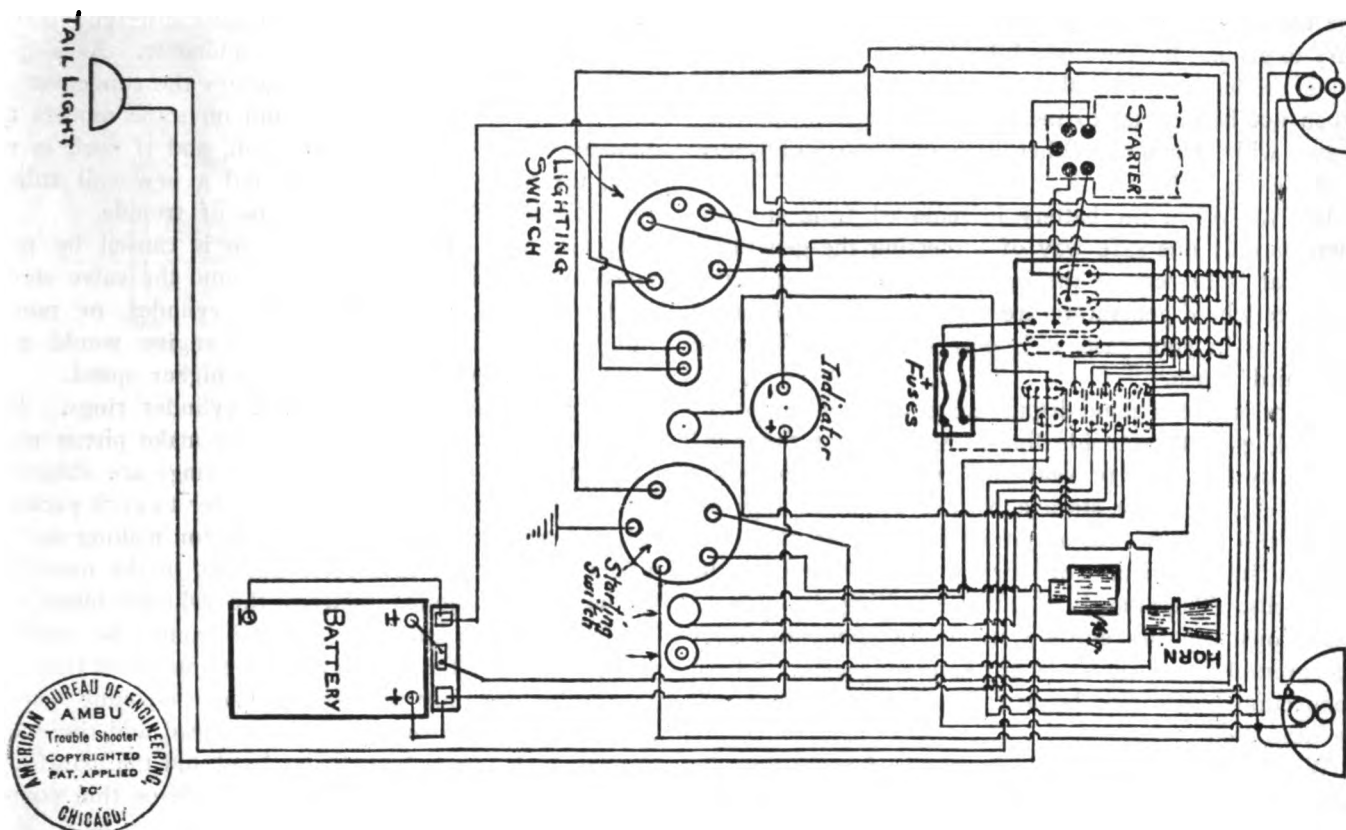 TAIL LIGHT
LIGHTING
SWITCH
STARTER
Indicator
+
Fuses
+
Starting
Switch
Mag.
HORN
BATTERY
+
AMERICAN BUREAU OF ENGINEERING,
AMBU
Trouble Shooter
COPYRIGHTED
PAT. APPLIED
CHICAGO